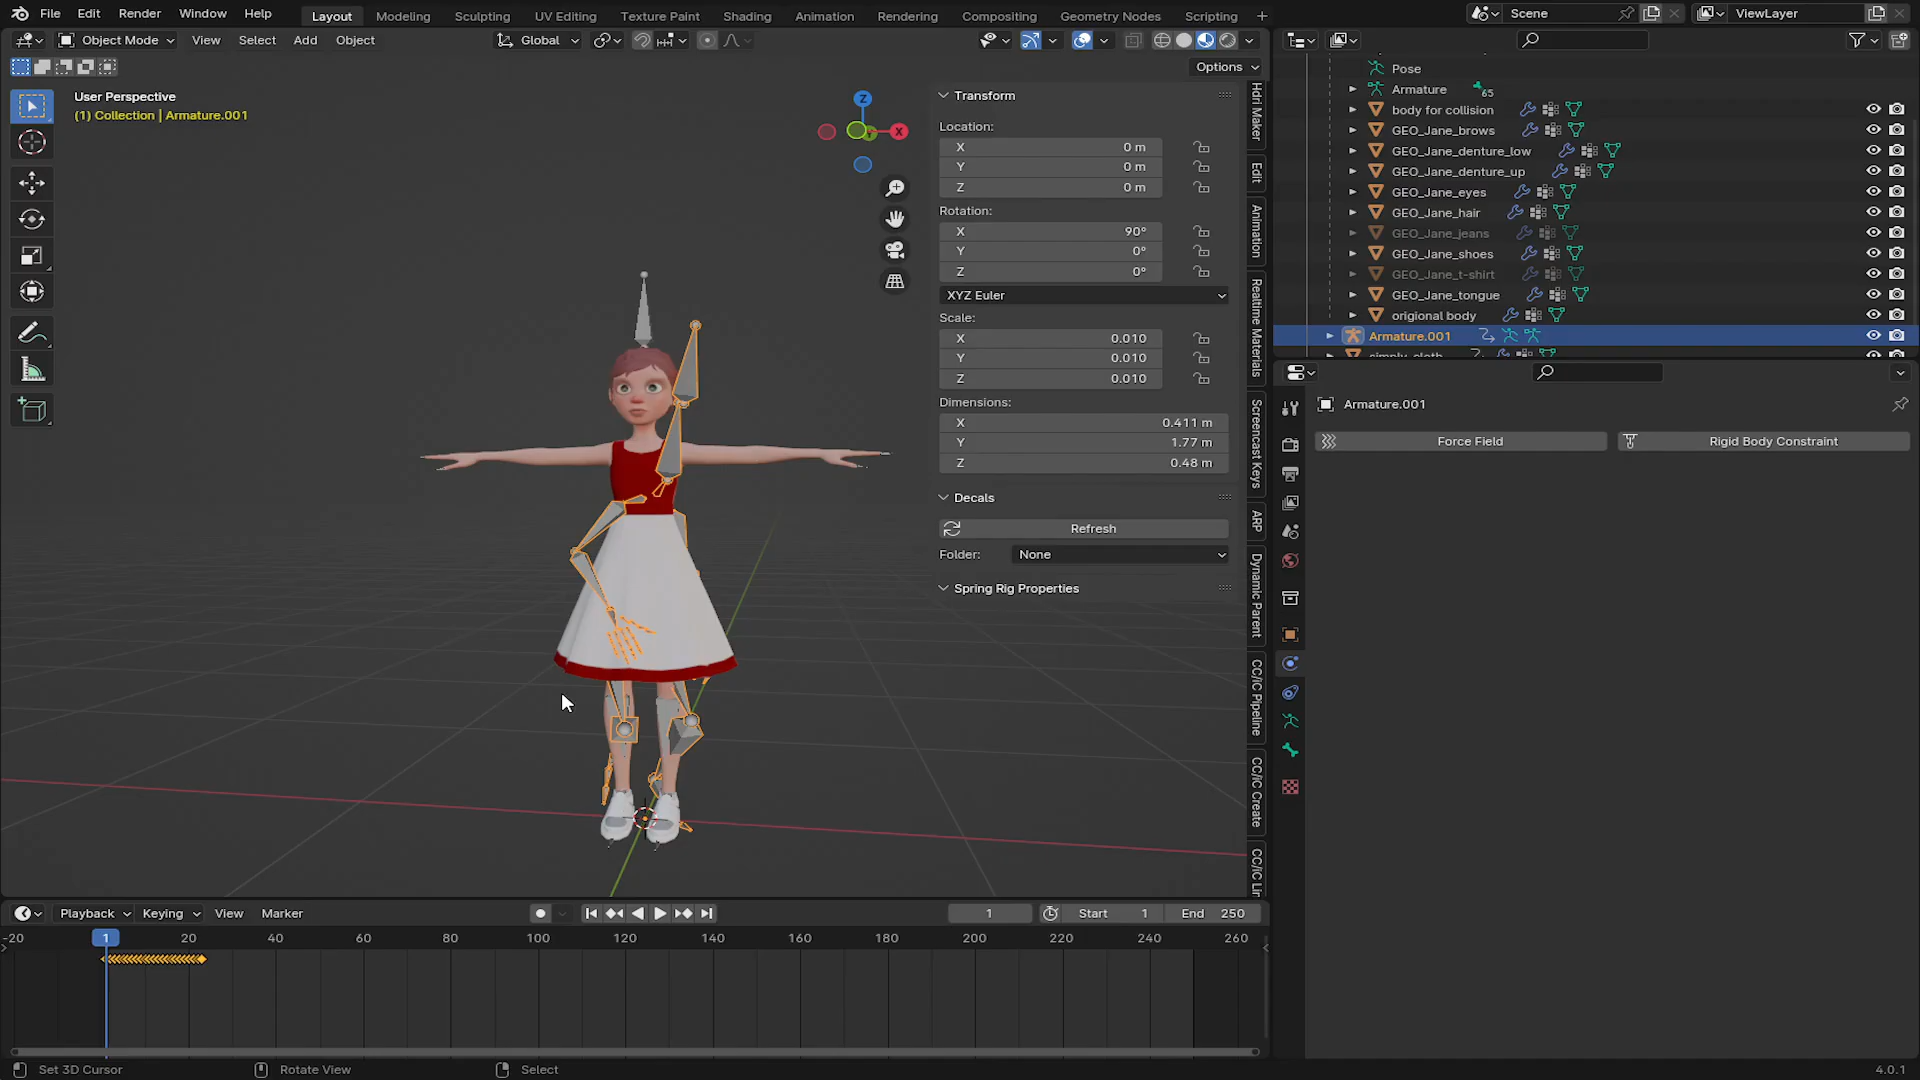 File Edit Render Window Help Layout Modeling Sculpting UV Editing Texture Paint Shading Animation Rendering Compositing Geometry Nodes Scripting + Scene ViewLayer
Object Mode View Select Add Object Global
Options
User Perspective
(1) Collection | Armature.001
Z
X
Transform
Location:
X 0 m
Y 0 m
Z 0 m
Rotation:
X 90°
Y 0°
Z 0°
XYZ Euler
Scale:
X 0.010
Y 0.010
Z 0.010
Dimensions:
X 0.411 m
Y 1.77 m
Z 0.48 m
Decals
Refresh
Folder: None
Spring Rig Properties
Hdri Maker
Edit
Animation
Realtime Materials
Screencast Keys
ARP
Dynamic Parent
CC/iC Pipeline
CC/iC Create
CC/iC Lin
Pose
Armature 65
body for collision
GEO_Jane_brows
GEO_Jane_denture_low
GEO_Jane_denture_up
GEO_Jane_eyes
GEO_Jane_hair
GEO_Jane_jeans
GEO_Jane_shoes
GEO_Jane_t-shirt
GEO_Jane_tongue
origional body
Armature.001
simply_cloth
Armature.001
Force Field Rigid Body Constraint
Playback Keying View Marker 1 Start 1 End 250
-20 1 20 40 60 80 100 120 140 160 180 200 220 240 260
Set 3D Cursor Rotate View Select 4.0.1